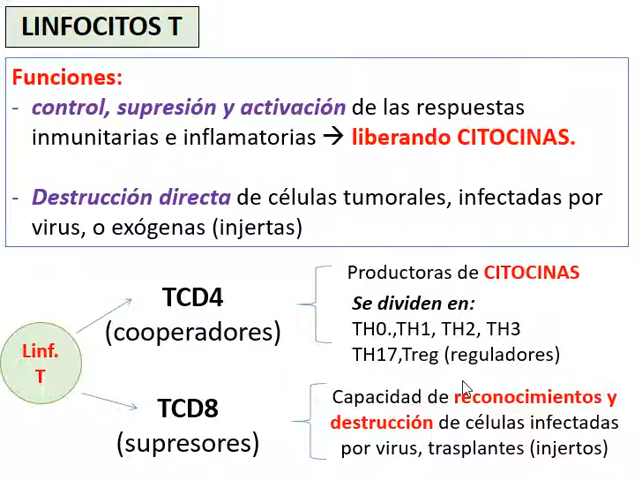 LINFOCITOS T
Funciones:
- control, supresión y activación de las respuestas
inmunitarias e inflamatorias → liberando CITOCINAS.
- Destrucción directa de células tumorales, infectadas por
virus, o exógenas (injertas)
Linf.
T
TCD4
(cooperadores)
Productoras de CITOCINAS
Se dividen en:
TH0.,TH1, TH2, TH3
TH17,Treg (reguladores)
TCD8
(supresores)
Capacidad de reconocimientos y
destrucción de células infectadas
por virus, trasplantes (injertos)